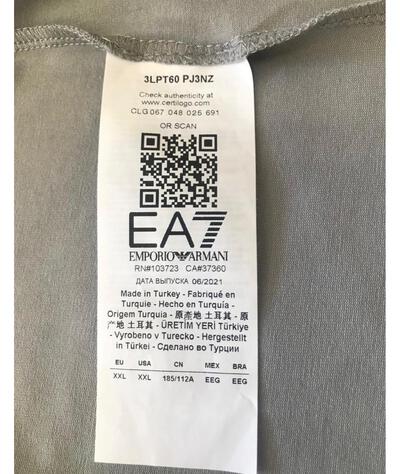 3LPT60 PJ3NZ
Check authenticity at
www.certilogo.com
CLG 067 048 025 691
OR SCAN
EA7
EMPORIO ARMANI
RN#103723 CA#37360
ДАТА ВЫПУСКА 06/2021
Made in Turkey - Fabriqué en
Turquie - Hecho en Turquía -
Origem Turquia - 原產地 土耳其 - 原
产地 土耳其 - ÜRETİM YERİ Türkiye
- Vyrobeno v Turecko - Hergestellt
in Türkei - Сделано во Турции
EU USA CN MEX BRA
XXL XXL 185/112A EEG EEG